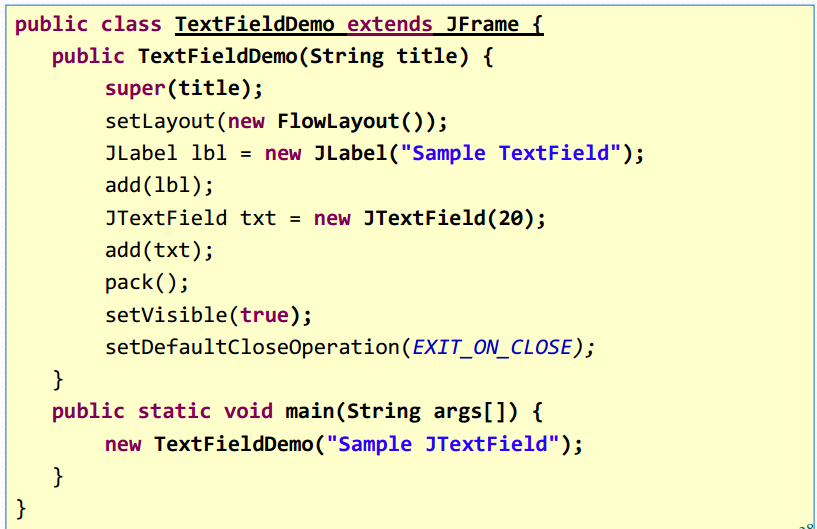 public class TextFieldDemo extends JFrame {
public TextFieldDemo(String title) {
super(title);
setLayout(new FlowLayout());
JLabel lbl = new JLabel("Sample TextField");
add(lbl);
JTextField txt = new JTextField(20);
add(txt);
pack();
setVisible(true);
setDefaultCloseOperation(EXIT_ON_CLOSE);
}
public static void main(String args[]) {
new TextFieldDemo("Sample JTextField");
}
}